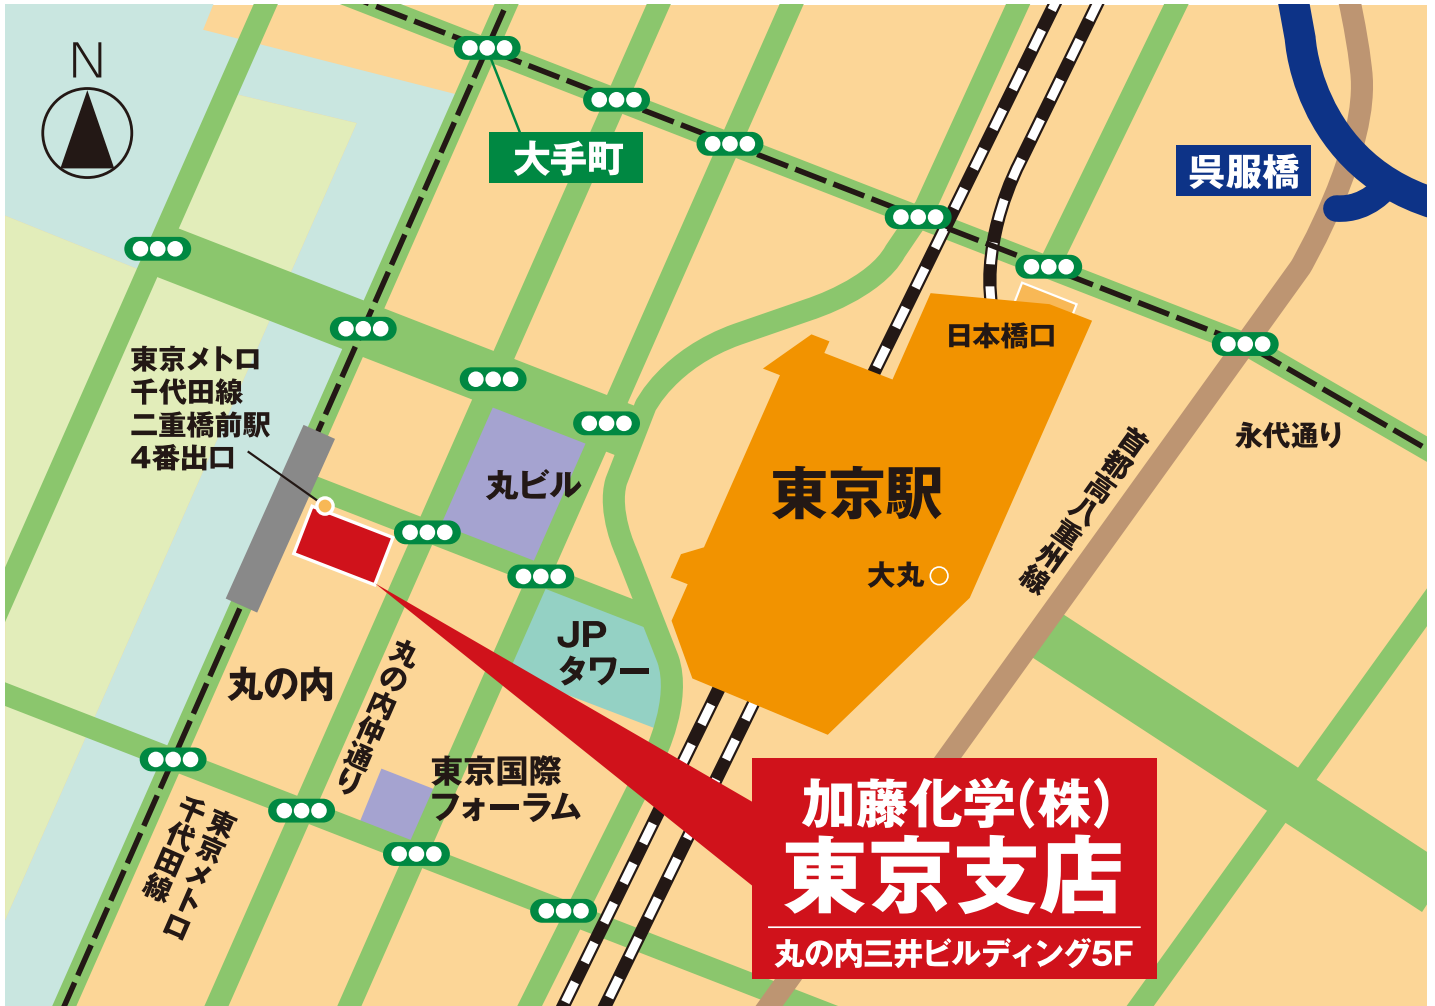 N
大手町
呉服橋
日本橋口
東京メトロ
千代田線
二重橋前駅
4番出口
永代通り
首都高八重洲線
丸ビル
東京駅
大丸
JP
タワー
丸の内
丸の内仲通り
東京国際
フォーラム
東京メトロ
千代田線
加藤化学(株)
東京支店
丸の内三井ビルディング5F